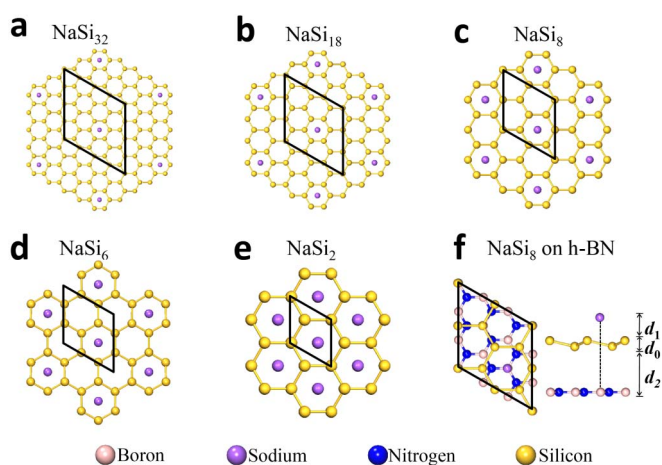 a NaSi₃₂
b NaSi₁₈
c NaSi₈
d NaSi₆
e NaSi₂
f NaSi₈ on h-BN
d₁
d₀
d₂
Boron Sodium Nitrogen Silicon